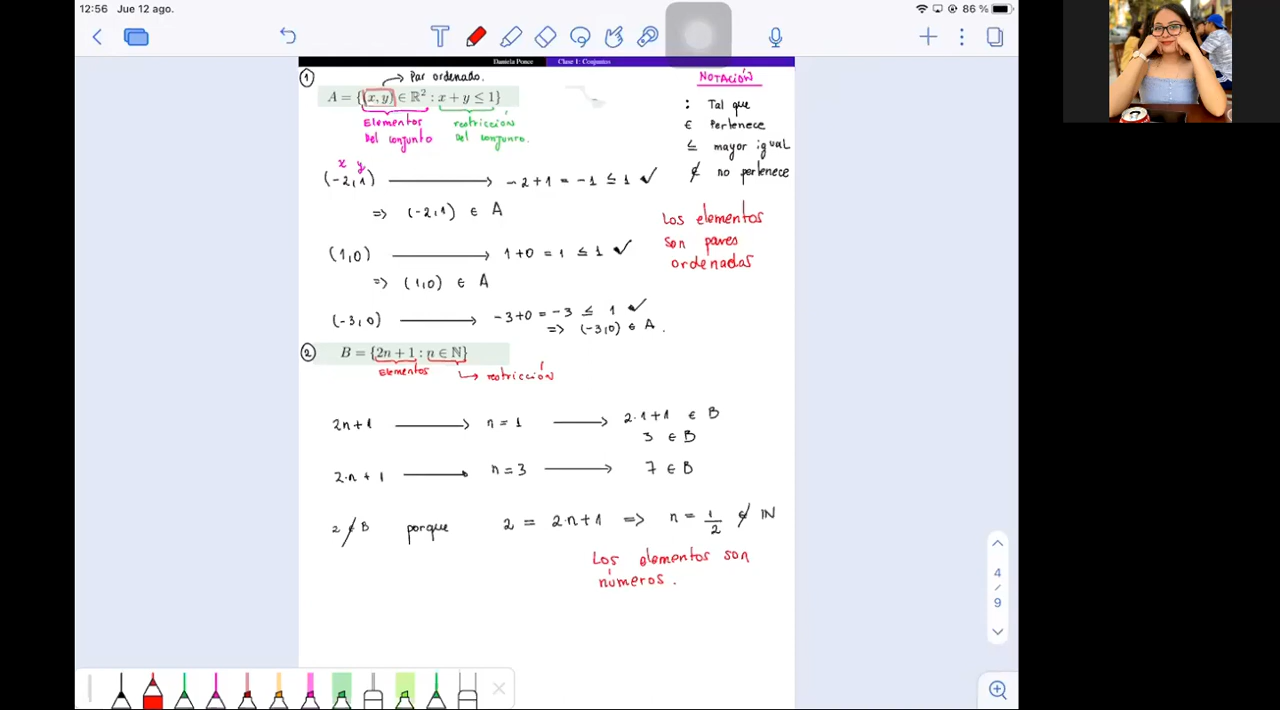 12:56 Jue 12 ago.
86 %
Daniela Ponce Clase 1: Conjuntos
① Par ordenado.
A = {(x, y) ∈ ℝ² : x + y ≤ 1}
Elementos del conjunto
restricción del conjunto.
x y
(-2,1) → -2+1 = -1 ≤ 1 ✓
=> (-2,1) ∈ A
(1,0) → 1+0 = 1 ≤ 1 ✓
=> (1,0) ∈ A
(-3,0) → -3+0 = -3 ≤ 1 ✓
=> (-3,0) ∈ A.
NOTACIÓN
: Tal que
∈ Pertenece
≤ mayor igual
∉ no pertenece
Los elementos
son pares
ordenadas
② B = {2n + 1 : n ∈ ℕ}
Elementos ↳ restricción
2n+1 → n = 1 → 2·1+1 ∈ B
3 ∈ B
2·n + 1 → n = 3 → 7 ∈ B
2 ∉ B porque 2 = 2·n+1 => n = 1/2 ∉ ℕ
Los elementos son
números.
4
/
9